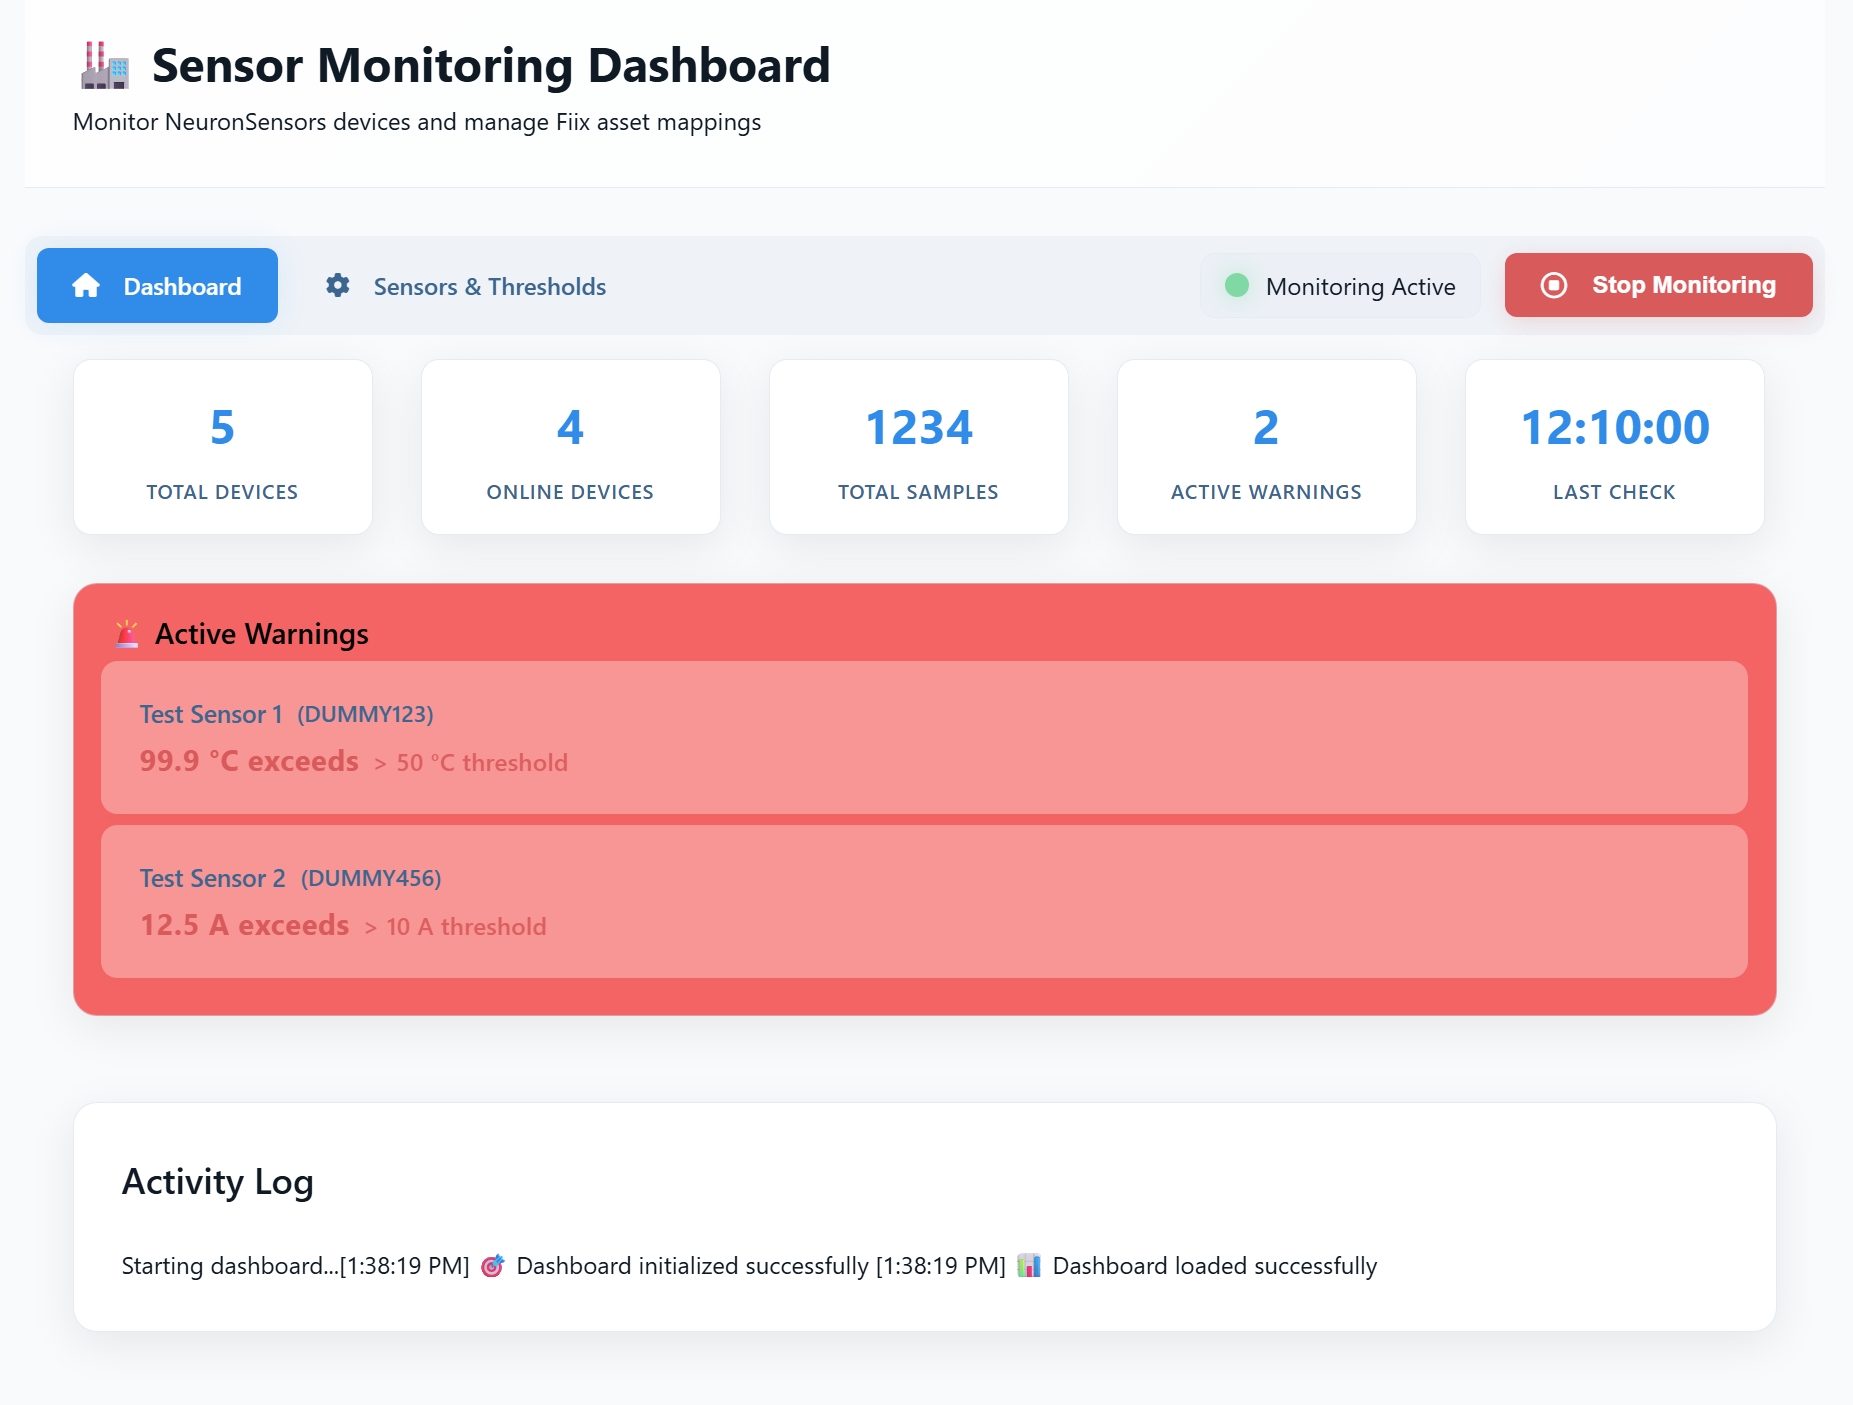 Sensor Monitoring Dashboard
Monitor NeuronSensors devices and manage Fiix asset mappings
Dashboard
Sensors & Thresholds
Monitoring Active
Stop Monitoring
5
TOTAL DEVICES
4
ONLINE DEVICES
1234
TOTAL SAMPLES
2
ACTIVE WARNINGS
12:10:00
LAST CHECK
Active Warnings
Test Sensor 1 (DUMMY123)
99.9 °C exceeds > 50 °C threshold
Test Sensor 2 (DUMMY456)
12.5 A exceeds > 10 A threshold
Activity Log
Starting dashboard...[1:38:19 PM] 🎯 Dashboard initialized successfully [1:38:19 PM] 📊 Dashboard loaded successfully